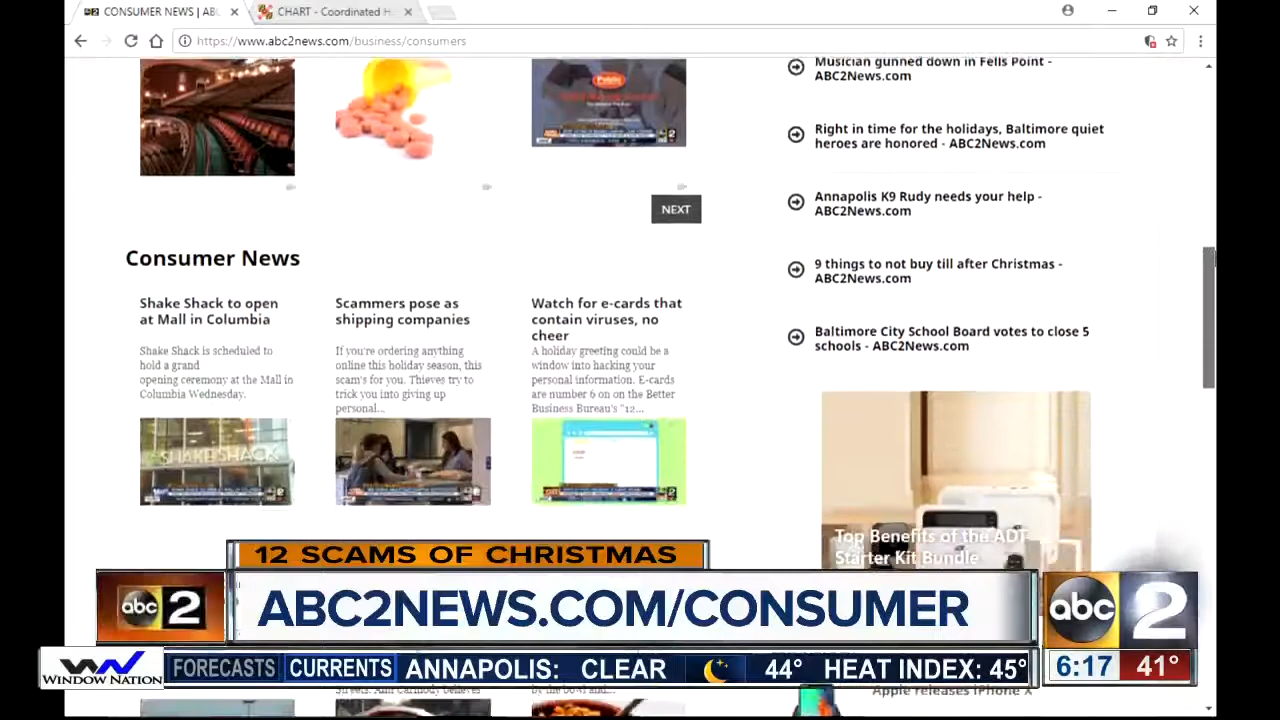 CONSUMER NEWS | ABC
CHART - Coordinated H
https://www.abc2news.com/business/consumers
Musician gunned down in Fells Point -
ABC2News.com
Right in time for the holidays, Baltimore quiet
heroes are honored - ABC2News.com
Annapolis K9 Rudy needs your help -
ABC2News.com
9 things to not buy till after Christmas -
ABC2News.com
Baltimore City School Board votes to close 5
schools - ABC2News.com
NEXT
Consumer News
Shake Shack to open
at Mall in Columbia
Shake Shack is scheduled to
hold a grand
opening ceremony at the Mall in
Columbia Wednesday.
SHAKE SHACK
Scammers pose as
shipping companies
If you're ordering anything
online this holiday season, this
scam's for you. Thieves try to
trick you into giving up
personal...
Watch for e-cards that
contain viruses, no
cheer
A holiday greeting could be a
window into hacking your
personal information. E-cards
are number 6 on on the Better
Business Bureau's "12...
Top Benefits of the ADT
Starter Kit Bundle
12 SCAMS OF CHRISTMAS
abc 2
ABC2NEWS.COM/CONSUMER
abc 2
WINDOW NATION
FORECASTS CURRENTS ANNAPOLIS: CLEAR 44° HEAT INDEX: 45°
6:17 41°
Apple releases iPhone X